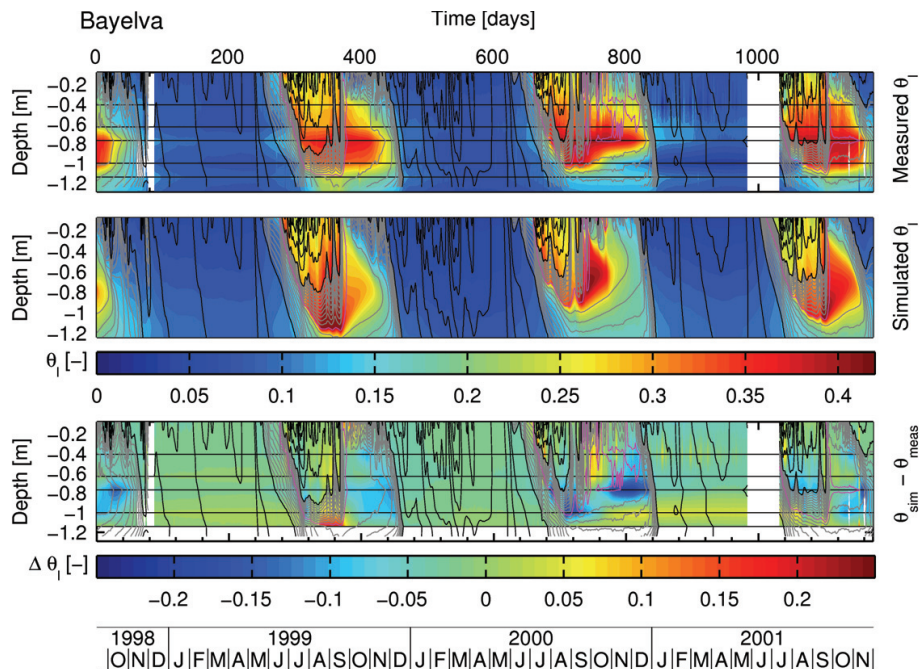 Bayelva
Time [days]
0 200 400 600 800 1000
Depth [m]
−0.2
−0.4
−0.6
−0.8
−1
−1.2
Measured θl
Depth [m]
−0.2
−0.4
−0.6
−0.8
−1
−1.2
Simulated θl
θl [−]
0 0.05 0.1 0.15 0.2 0.25 0.3 0.35 0.4
Depth [m]
−0.2
−0.4
−0.6
−0.8
−1
−1.2
θsim − θmeas
Δ θl [−]
−0.2 −0.15 −0.1 −0.05 0 0.05 0.1 0.15 0.2
1998 1999 2000 2001
|O|N|D|J|F|M|A|M|J|J|A|S|O|N|D|J|F|M|A|M|J|J|A|S|O|N|D|J|F|M|A|M|J|J|A|S|O|N|